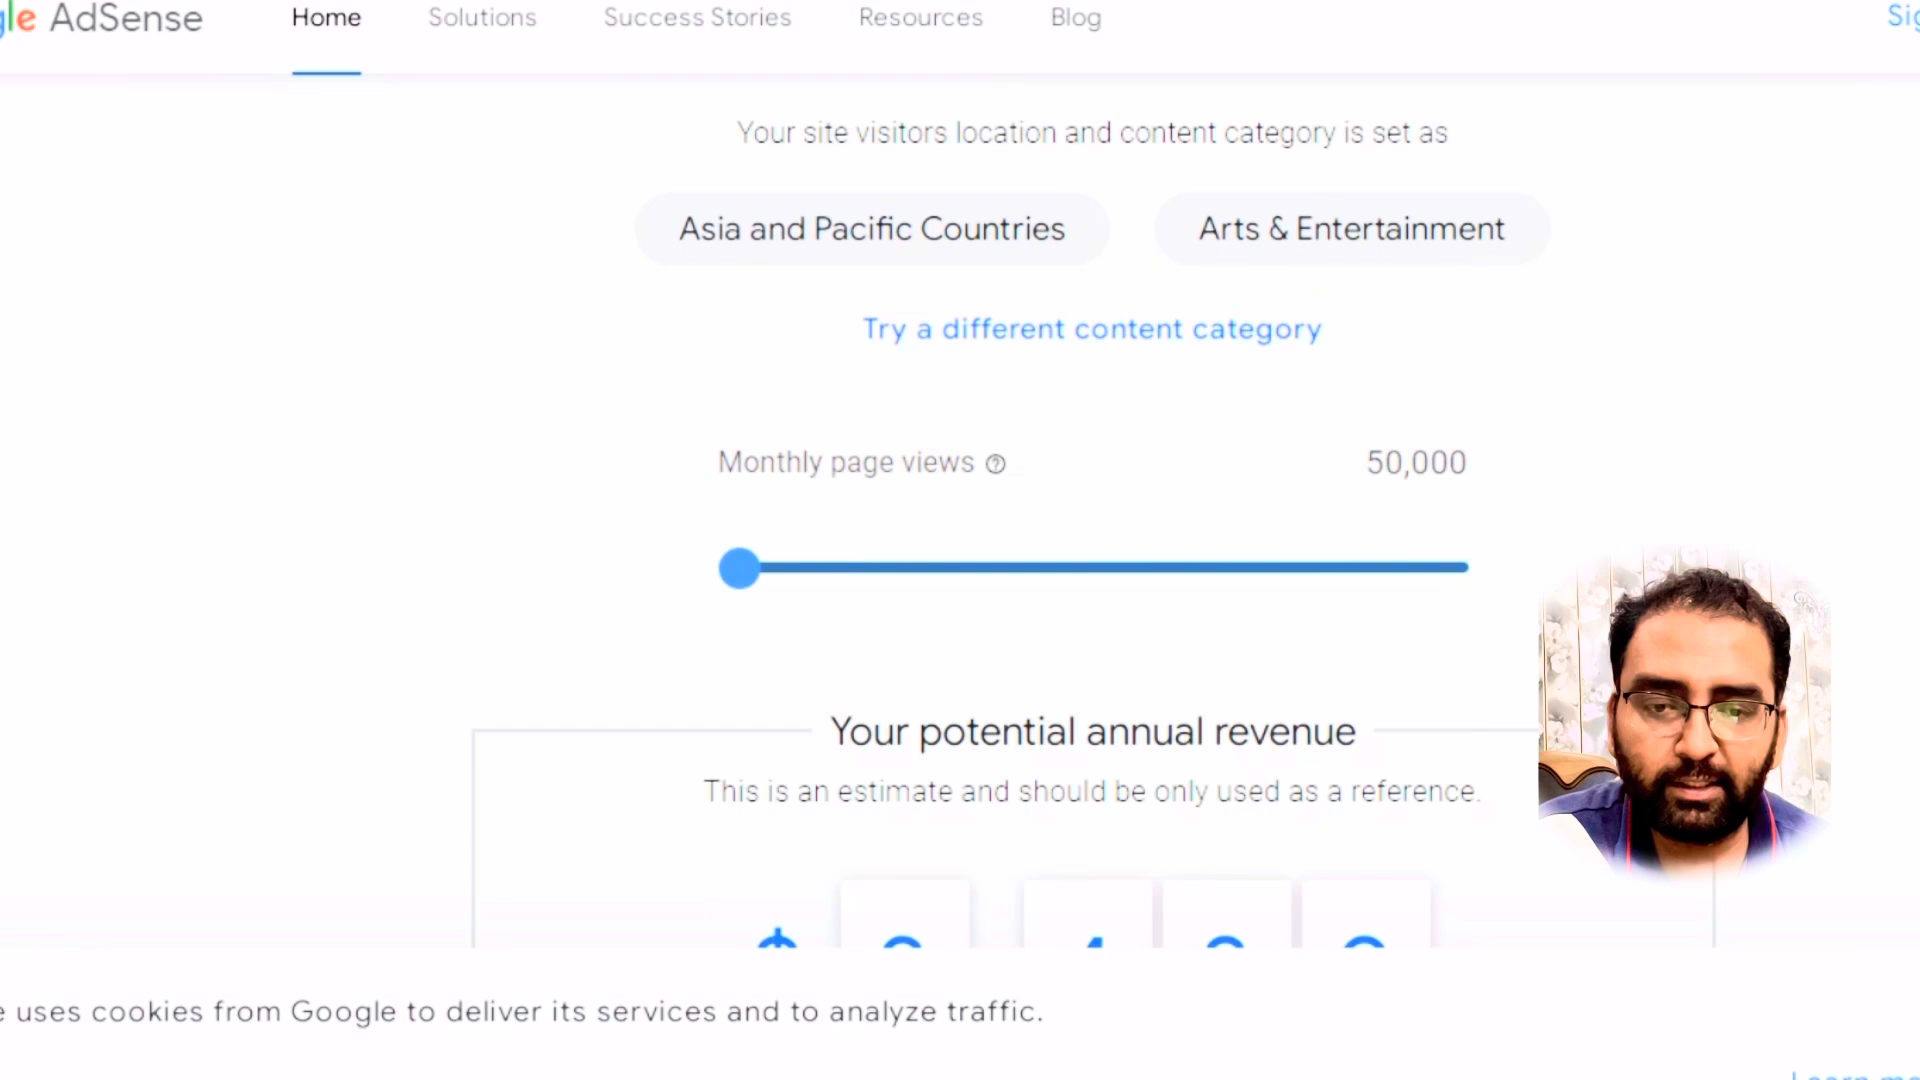 gle AdSense
Home
Solutions
Success Stories
Resources
Blog
Sig
Your site visitors location and content category is set as
Asia and Pacific Countries
Arts & Entertainment
Try a different content category
Monthly page views
50,000
Your potential annual revenue
This is an estimate and should be only used as a reference.
e uses cookies from Google to deliver its services and to analyze traffic.